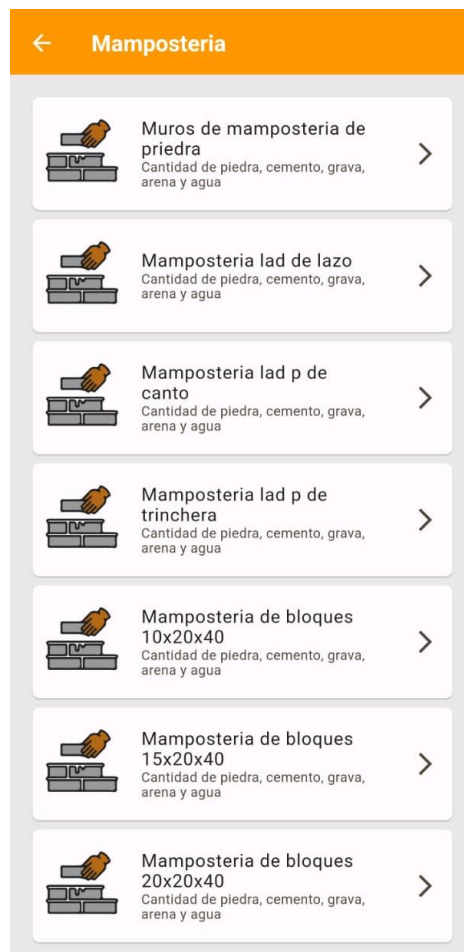 Mamposteria
Muros de mamposteria de
priedra
Cantidad de piedra, cemento, grava,
arena y agua
Mamposteria lad de lazo
Cantidad de piedra, cemento, grava,
arena y agua
Mamposteria lad p de
canto
Cantidad de piedra, cemento, grava,
arena y agua
Mamposteria lad p de
trinchera
Cantidad de piedra, cemento, grava,
arena y agua
Mamposteria de bloques
10x20x40
Cantidad de piedra, cemento, grava,
arena y agua
Mamposteria de bloques
15x20x40
Cantidad de piedra, cemento, grava,
arena y agua
Mamposteria de bloques
20x20x40
Cantidad de piedra, cemento, grava,
arena y agua